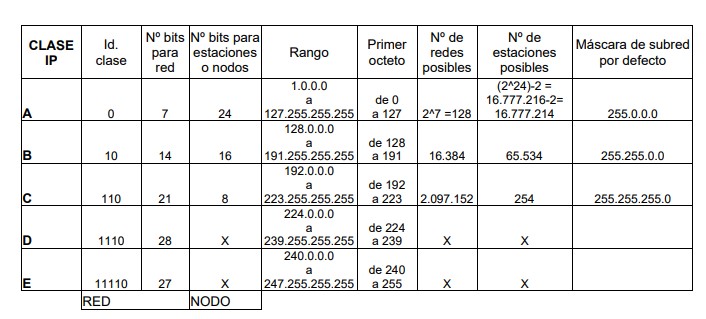 CLASE IP Id. clase Nº bits para red Nº bits para estaciones o nodos Rango Primer octeto Nº de redes posibles Nº de estaciones posibles Máscara de subred por defecto
A 0 7 24 1.0.0.0 a 127.255.255.255 de 0 a 127 2^7 =128 (2^24)-2 = 16.777.216-2= 16.777.214 255.0.0.0
B 10 14 16 128.0.0.0 a 191.255.255.255 de 128 a 191 16.384 65.534 255.255.0.0
C 110 21 8 192.0.0.0 a 223.255.255.255 de 192 a 223 2.097.152 254 255.255.255.0
D 1110 28 X 224.0.0.0 a 239.255.255.255 de 224 a 239 X X
E 11110 27 X 240.0.0.0 a 247.255.255.255 de 240 a 255 X X
RED NODO